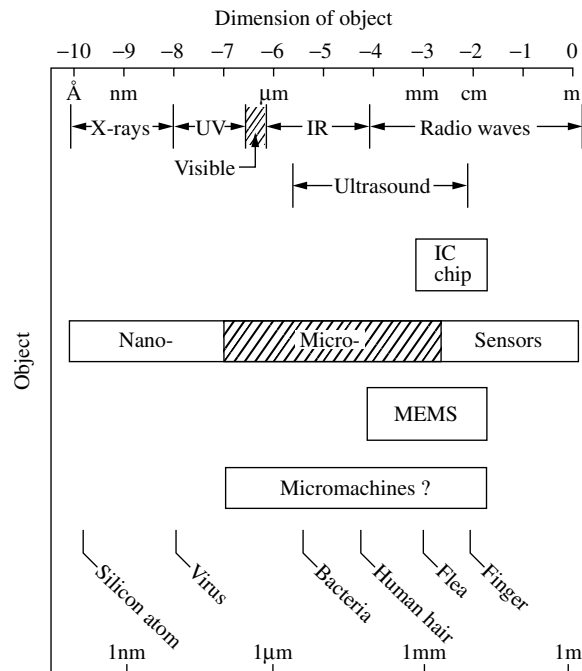 Dimension of object
−10 −9 −8 −7 −6 −5 −4 −3 −2 −1 0
Å nm μm mm cm m
X-rays UV IR Radio waves
Visible
Ultrasound
IC
chip
Nano- Micro- Sensors
Object
MEMS
Micromachines ?
Silicon atom
Virus
Bacteria
Human hair
Flea
Finger
1nm 1μm 1mm 1m